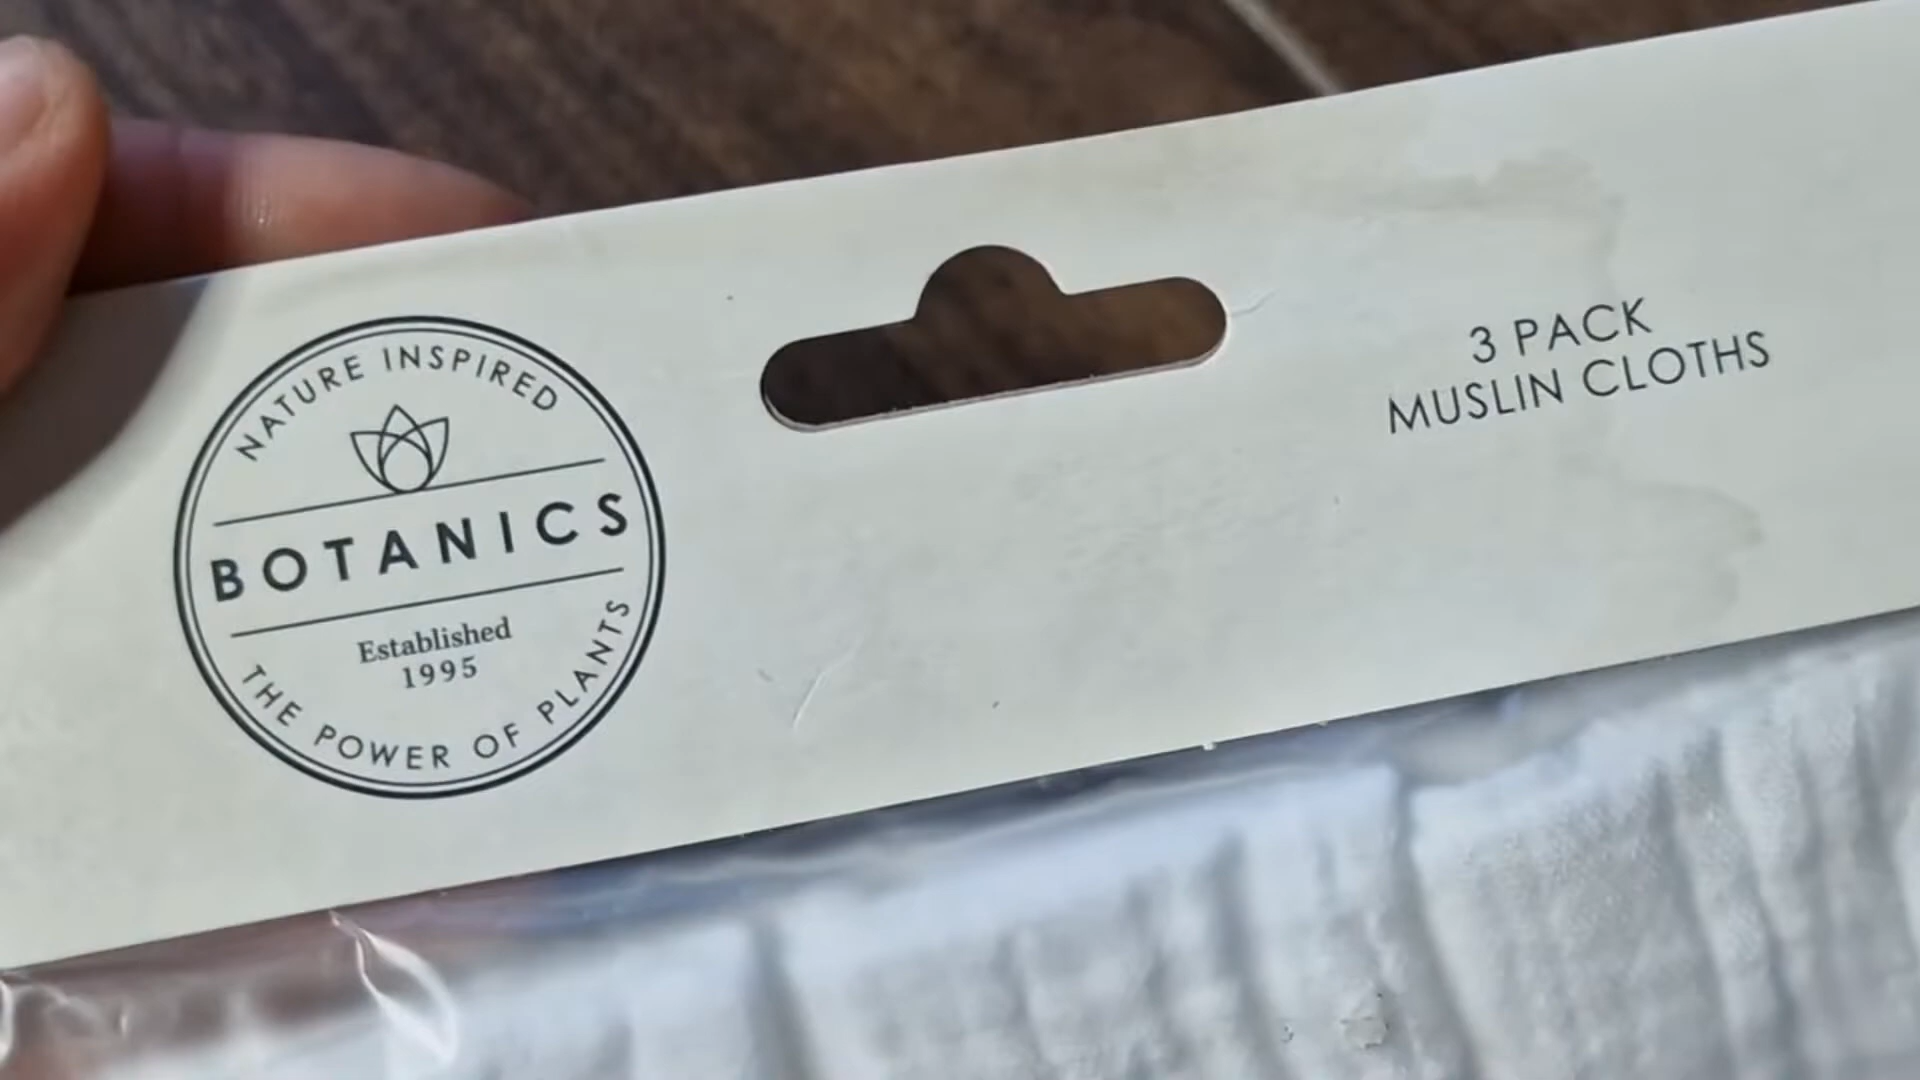 NATURE INSPIRED
BOTANICS
Established
1995
THE POWER OF PLANTS
3 PACK
MUSLIN CLOTHS